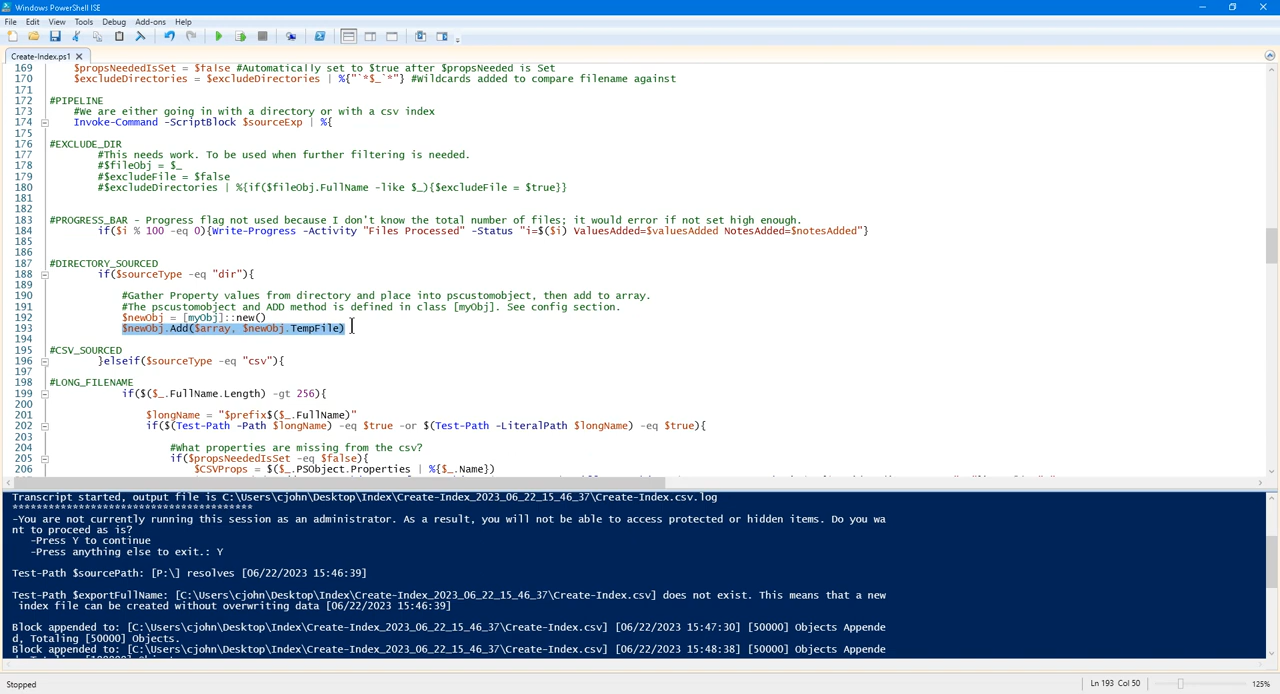 Windows PowerShell ISE
File Edit View Tools Debug Add-ons Help
Create-Index.ps1
169 $propsNeededIsSet = $false #Automatically set to $true after $propsNeeded is Set
170 $excludeDirectories = $excludeDirectories | %{"`*$_`*"} #Wildcards added to compare filename against
171
172 #PIPELINE
173 #We are either going in with a directory or with a csv index
174 Invoke-Command -ScriptBlock $sourceExp | %{
175
176 #EXCLUDE_DIR
177 #This needs work. To be used when further filtering is needed.
178 #$fileObj = $_
179 #$excludeFile = $false
180 #$excludeDirectories | %{if($fileObj.FullName -like $_){$excludeFile = $true}}
181
182
183 #PROGRESS_BAR - Progress flag not used because I don't know the total number of files; it would error if not set high enough.
184 if($i % 100 -eq 0){Write-Progress -Activity "Files Processed" -Status "i=$($i) ValuesAdded=$valuesAdded NotesAdded=$notesAdded"}
185
186
187 #DIRECTORY_SOURCED
188 if($sourceType -eq "dir"){
189
190 #Gather Property values from directory and place into pscustomobject, then add to array.
191 #The pscustomobject and ADD method is defined in class [myObj]. See config section.
192 $newObj = [myObj]::new()
193 $newObj.Add($array, $newObj.TempFile)
194
195 #CSV_SOURCED
196 }elseif($sourceType -eq "csv"){
197
198 #LONG_FILENAME
199 if($($_.FullName.Length) -gt 256){
200
201 $longName = "$prefix$($_.FullName)"
202 if($(Test-Path -Path $longName) -eq $true -or $(Test-Path -LiteralPath $longName) -eq $true){
203
204 #What properties are missing from the csv?
205 if($propsNeededIsSet -eq $false){
206 $CSVProps = $($_.PSObject.Properties | %{$_.Name})
Transcript started, output file is C:\Users\cjohn\Desktop\Index\Create-Index_2023_06_22_15_46_37\Create-Index.csv.log
****************************************
-You are not currently running this session as an administrator. As a result, you will not be able to access protected or hidden items. Do you wa
nt to proceed as is?
-Press Y to continue
-Press anything else to exit.: Y
Test-Path $sourcePath: [P:\] resolves [06/22/2023 15:46:39]
Test-Path $exportFullName: [C:\Users\cjohn\Desktop\Index\Create-Index_2023_06_22_15_46_37\Create-Index.csv] does not exist. This means that a new
index file can be created without overwriting data [06/22/2023 15:46:39]
Block appended to: [C:\Users\cjohn\Desktop\Index\Create-Index_2023_06_22_15_46_37\Create-Index.csv] [06/22/2023 15:47:30] [50000] Objects Appende
d, Totaling [50000] Objects.
Block appended to: [C:\Users\cjohn\Desktop\Index\Create-Index_2023_06_22_15_46_37\Create-Index.csv] [06/22/2023 15:48:38] [50000] Objects Appende
Stopped
Ln 193 Col 50
125%